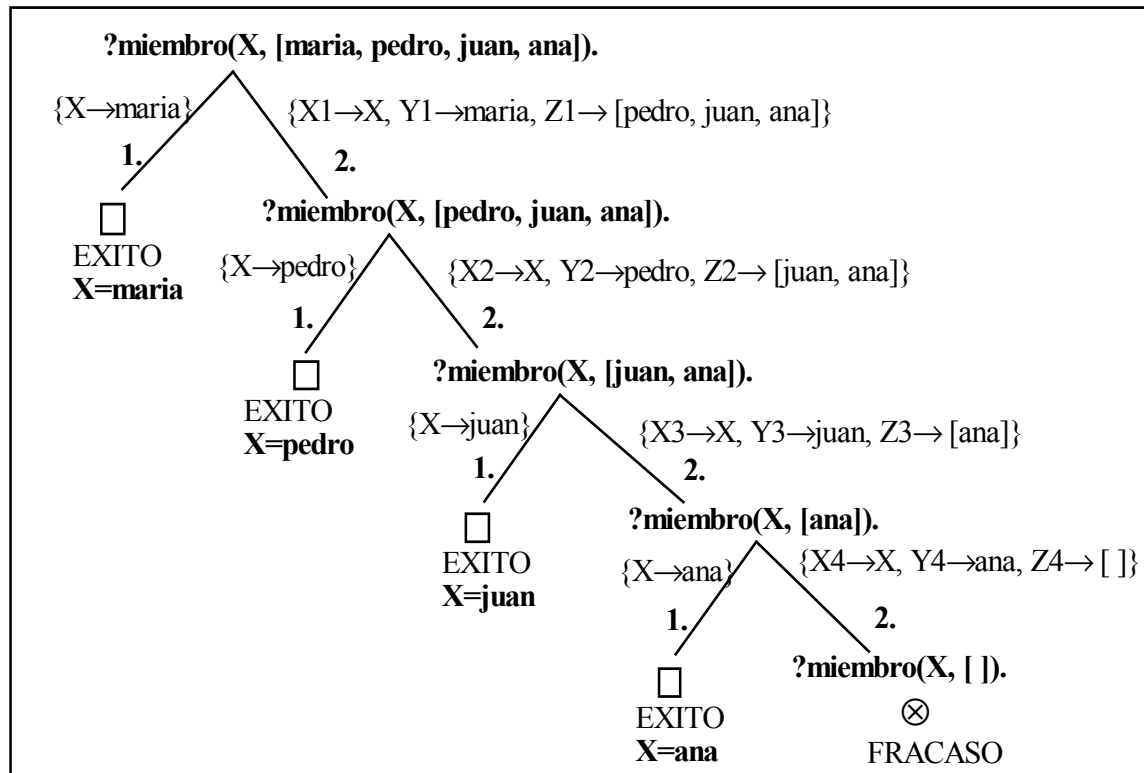 ?miembro(X, [maria, pedro, juan, ana]).
{X→maria} {X1→X, Y1→maria, Z1→ [pedro, juan, ana]}
1. 2.
?miembro(X, [pedro, juan, ana]).
EXITO
X=maria
{X→pedro} {X2→X, Y2→pedro, Z2→ [juan, ana]}
1. 2.
?miembro(X, [juan, ana]).
EXITO
X=pedro
{X→juan} {X3→X, Y3→juan, Z3→ [ana]}
1. 2.
?miembro(X, [ana]).
EXITO
X=juan
{X→ana} {X4→X, Y4→ana, Z4→ [ ]}
1. 2.
?miembro(X, [ ]).
EXITO
X=ana
FRACASO